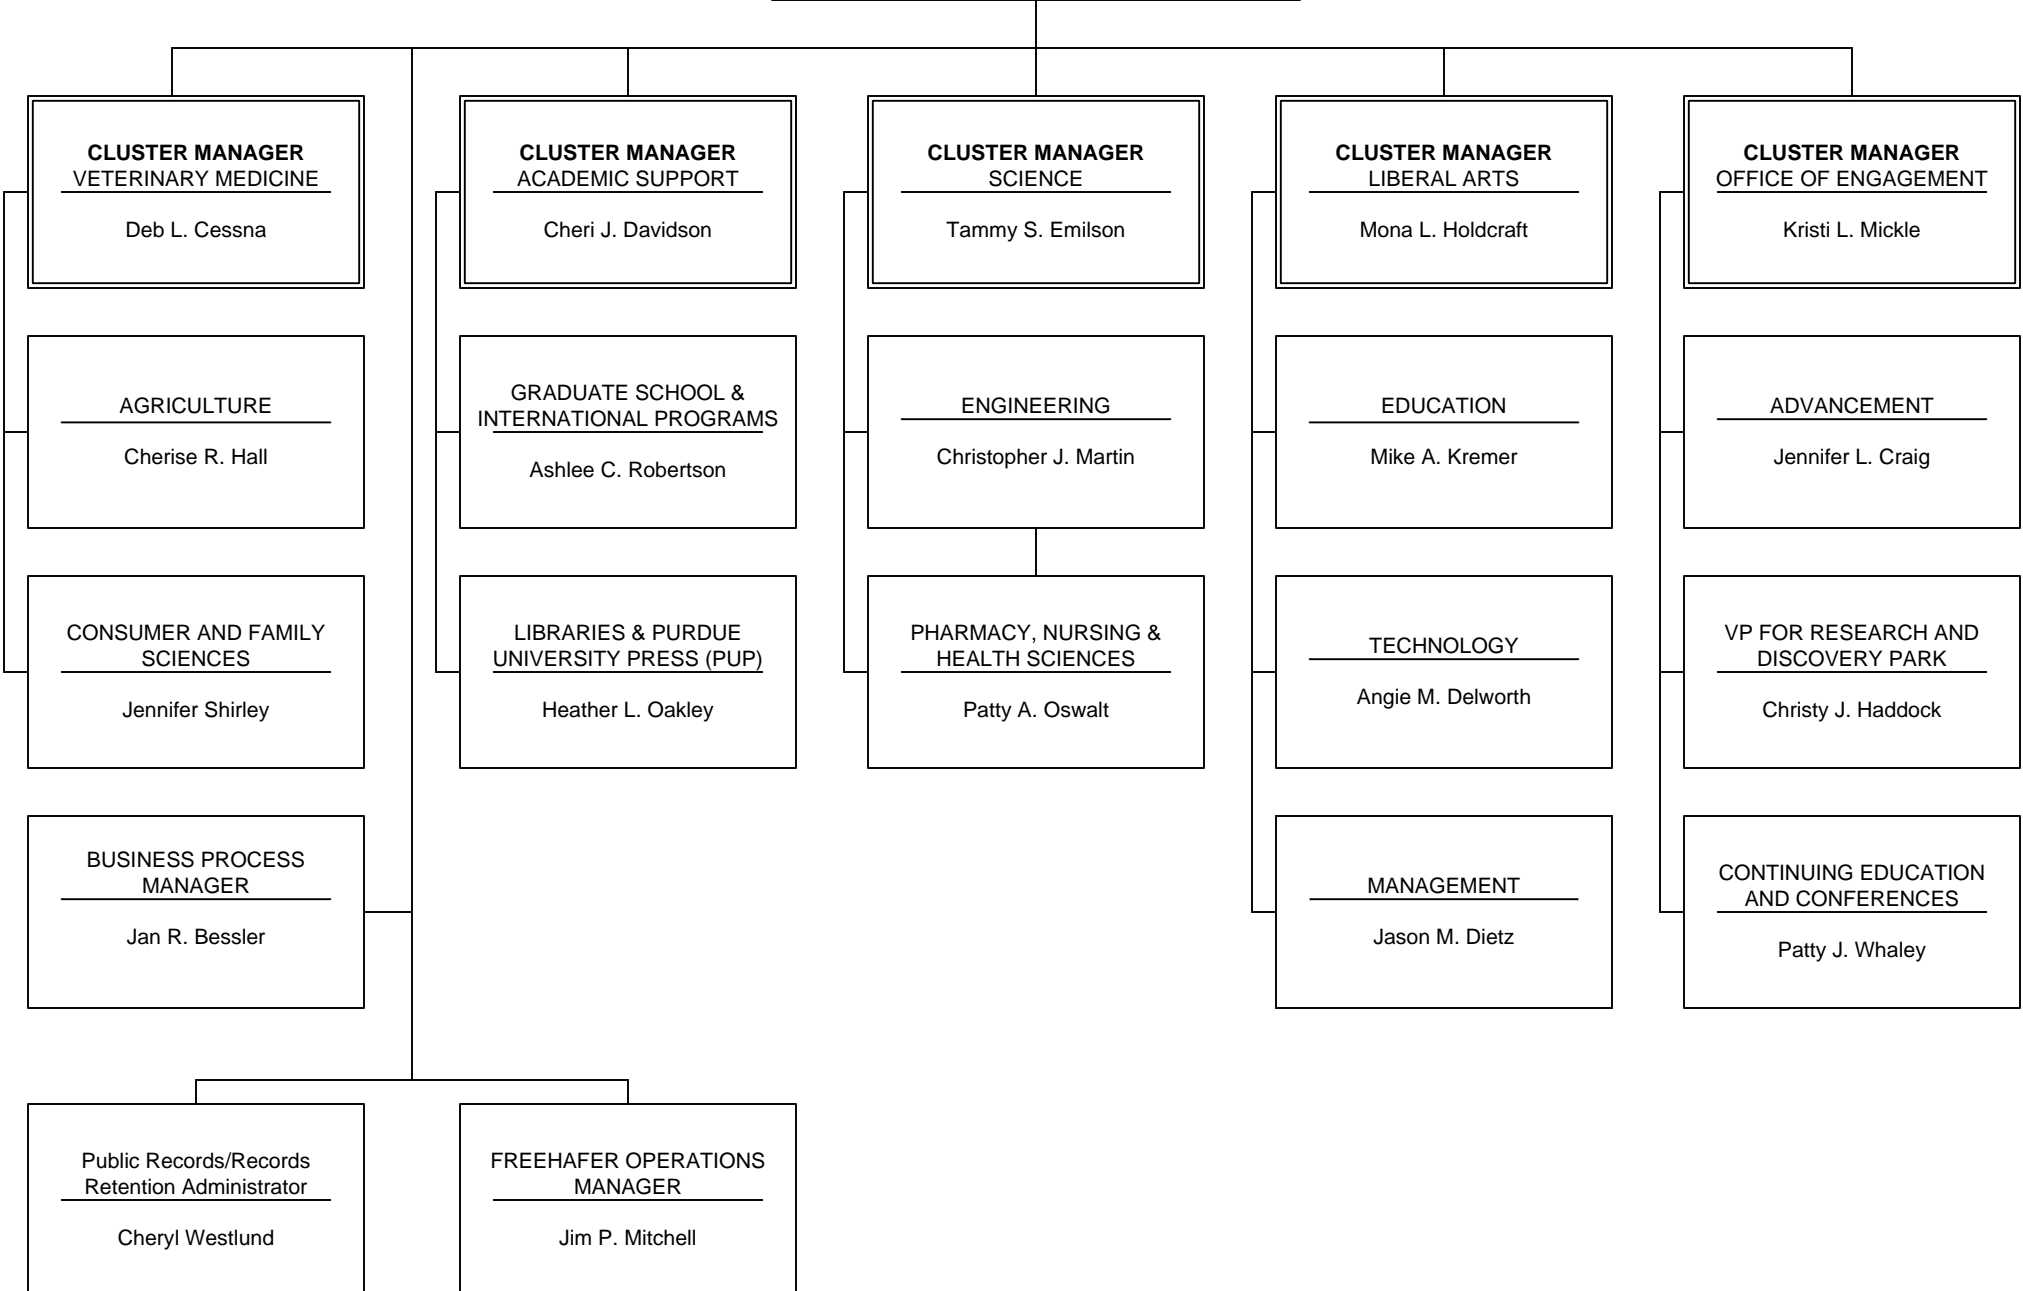 CLUSTER MANAGER
VETERINARY MEDICINE
Deb L. Cessna
CLUSTER MANAGER
ACADEMIC SUPPORT
Cheri J. Davidson
CLUSTER MANAGER
SCIENCE
Tammy S. Emilson
CLUSTER MANAGER
LIBERAL ARTS
Mona L. Holdcraft
CLUSTER MANAGER
OFFICE OF ENGAGEMENT
Kristi L. Mickle
AGRICULTURE
Cherise R. Hall
GRADUATE SCHOOL &
INTERNATIONAL PROGRAMS
Ashlee C. Robertson
ENGINEERING
Christopher J. Martin
EDUCATION
Mike A. Kremer
ADVANCEMENT
Jennifer L. Craig
CONSUMER AND FAMILY
SCIENCES
Jennifer Shirley
LIBRARIES & PURDUE
UNIVERSITY PRESS (PUP)
Heather L. Oakley
PHARMACY, NURSING &
HEALTH SCIENCES
Patty A. Oswalt
TECHNOLOGY
Angie M. Delworth
VP FOR RESEARCH AND
DISCOVERY PARK
Christy J. Haddock
BUSINESS PROCESS
MANAGER
Jan R. Bessler
MANAGEMENT
Jason M. Dietz
CONTINUING EDUCATION
AND CONFERENCES
Patty J. Whaley
Public Records/Records
Retention Administrator
Cheryl Westlund
FREEHAFER OPERATIONS
MANAGER
Jim P. Mitchell